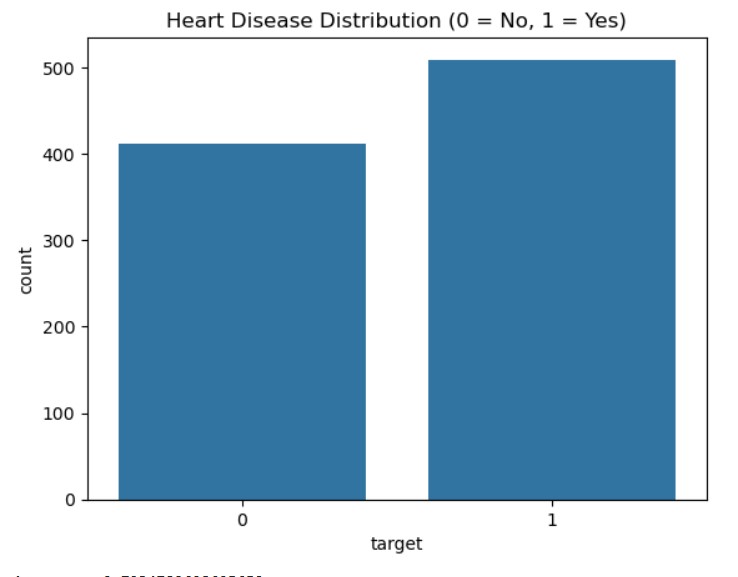 Heart Disease Distribution (0 = No, 1 = Yes)
500
400
300
200
100
0
count
0 1
target